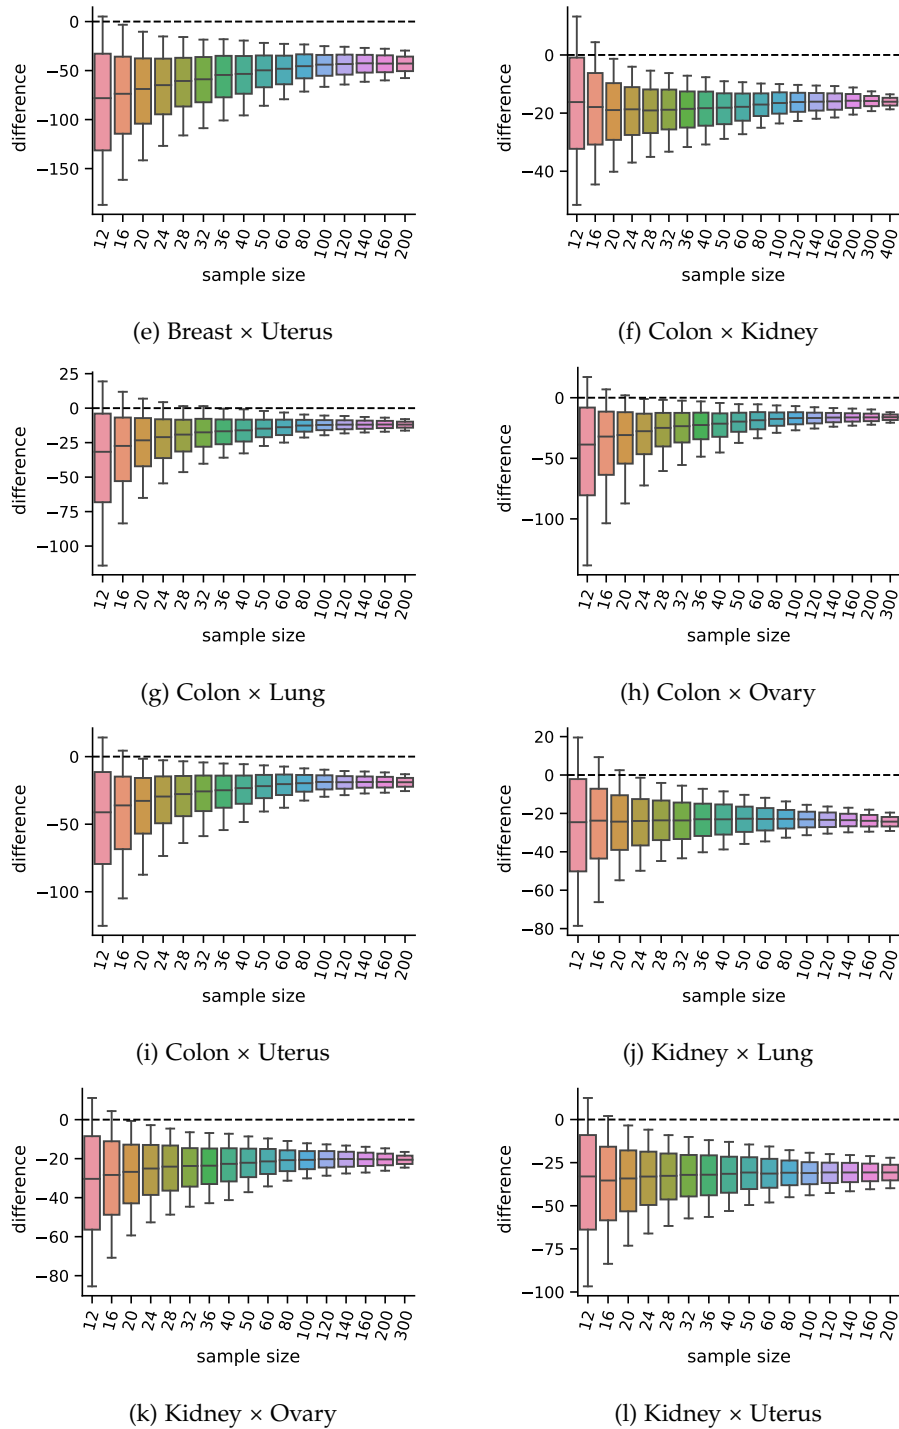 0
−50
−100
−150
difference
12 16 20 24 28 32 36 40 50 60 80 100 120 140 160 200
sample size
(e) Breast × Uterus
0
−20
−40
difference
12 16 20 24 28 32 36 40 50 60 80 100 120 140 160 200 300 400
sample size
(f) Colon × Kidney
25
0
−25
−50
−75
−100
difference
12 16 20 24 28 32 36 40 50 60 80 100 120 140 160 200
sample size
(g) Colon × Lung
0
−50
−100
difference
12 16 20 24 28 32 36 40 50 60 80 100 120 140 160 200 300
sample size
(h) Colon × Ovary
0
−50
−100
difference
12 16 20 24 28 32 36 40 50 60 80 100 120 140 160 200
sample size
(i) Colon × Uterus
20
0
−20
−40
−60
−80
difference
12 16 20 24 28 32 36 40 50 60 80 100 120 140 160 200
sample size
(j) Kidney × Lung
0
−20
−40
−60
−80
difference
12 16 20 24 28 32 36 40 50 60 80 100 120 140 160 200 300
sample size
(k) Kidney × Ovary
0
−25
−50
−75
−100
difference
12 16 20 24 28 32 36 40 50 60 80 100 120 140 160 200
sample size
(l) Kidney × Uterus